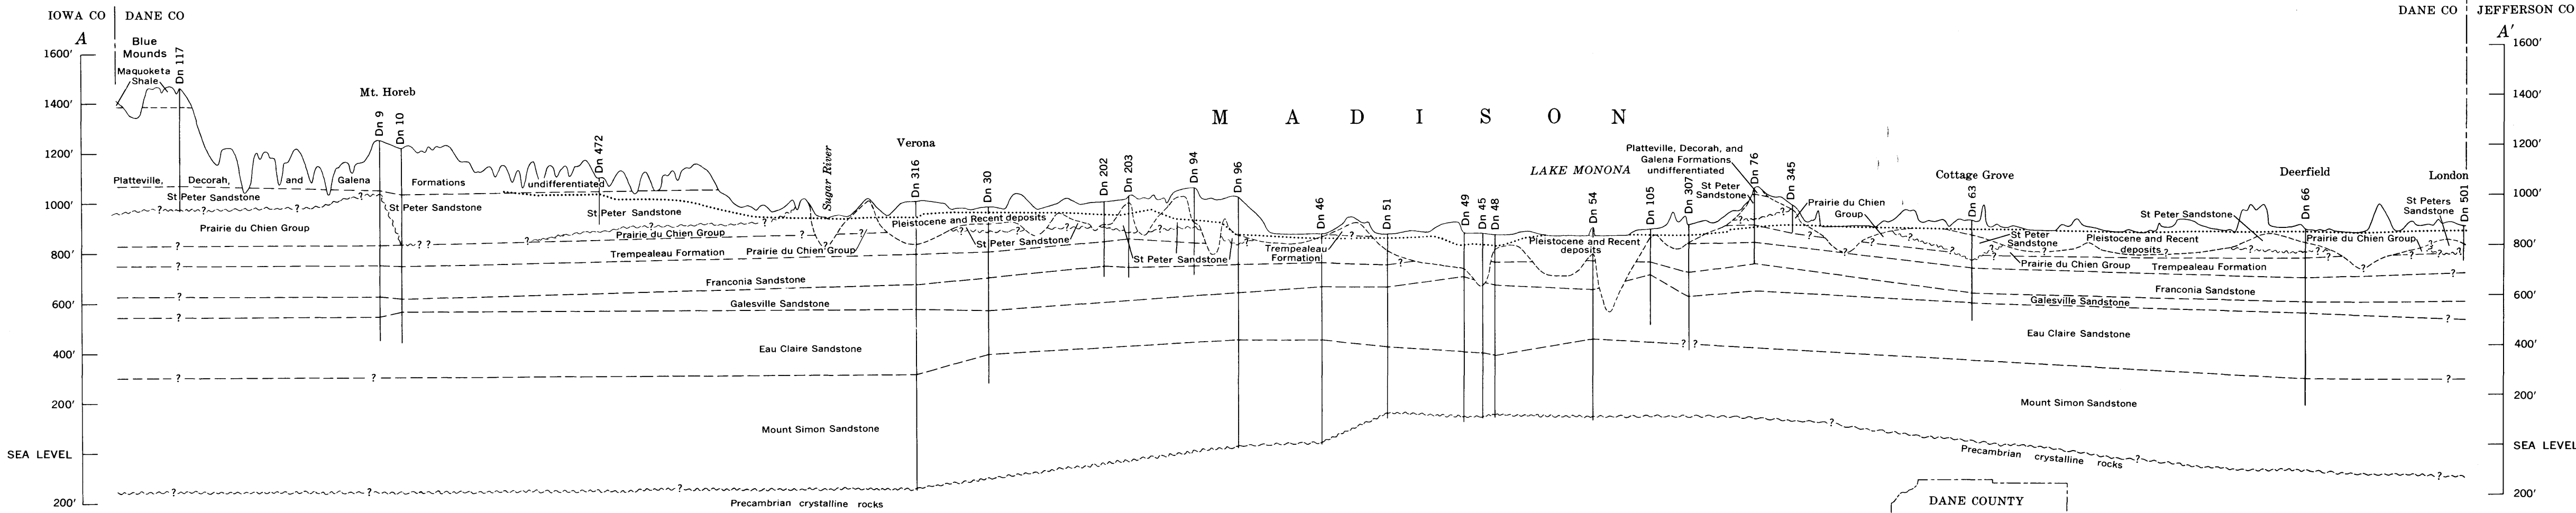 IOWA CO | DANE CO
DANE CO | JEFFERSON CO
A
A'
Blue
Mounds
Maquoketa
Shale
Dn 117
Mt. Horeb
Dn 9
Dn 10
Dn 472
Sugar River
Verona
Dn 316
Dn 30
Dn 202
Dn 203
Dn 94
Dn 96
MADISON
Dn 46
Dn 51
Dn 49
Dn 45
Dn 48
LAKE MONONA
Dn 54
Dn 105
Dn 307
Platteville, Decorah, and
Galena Formations
undifferentiated
Dn 76
Dn 345
St Peter
Sandstone
Prairie du Chien
Group
Cottage Grove
Dn 63
Deerfield
Dn 66
London
Dn 501
St Peters
Sandstone
St Peter Sandstone
1600'
1400'
1200'
1000'
800'
600'
400'
200'
SEA LEVEL
200'
1600'
1400'
1200'
1000'
800'
600'
400'
200'
SEA LEVEL
200'
Platteville, Decorah, and Galena Formations undifferentiated
St Peter Sandstone
St Peter Sandstone
St Peter Sandstone
Prairie du Chien Group
Prairie du Chien Group
Prairie du Chien Group
Pleistocene and Recent deposits
St Peter Sandstone
St Peter Sandstone
Trempealeau Formation
Trempealeau
Formation
Pleistocene and Recent
deposits
St Peter
Sandstone
Prairie du Chien Group
Pleistocene and Recent
deposits
Prairie du Chien Group
Trempealeau Formation
Franconia Sandstone
Franconia Sandstone
Galesville Sandstone
Galesville Sandstone
Eau Claire Sandstone
Eau Claire Sandstone
Mount Simon Sandstone
Mount Simon Sandstone
Precambrian crystalline rocks
Precambrian crystalline rocks
DANE COUNTY